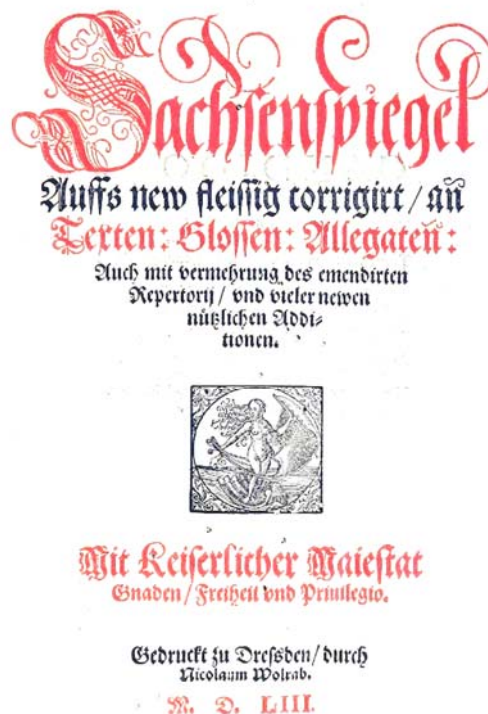 Sachsenspiegel
Auffs new fleissig corrigirt / an̄
Texten: Glossen: Allegaten̄:
Auch mit vermehrung des emendirten
Repertorij / vnd vieler newen
nützlichen Addi-
tionen.
Mit Keiserlicher Maiestat
Gnaden / Freiheit vnd Priuilegio.
Gedruckt zu Dressden / durch
Nicolaum Wolrab.
M. D. LIII.